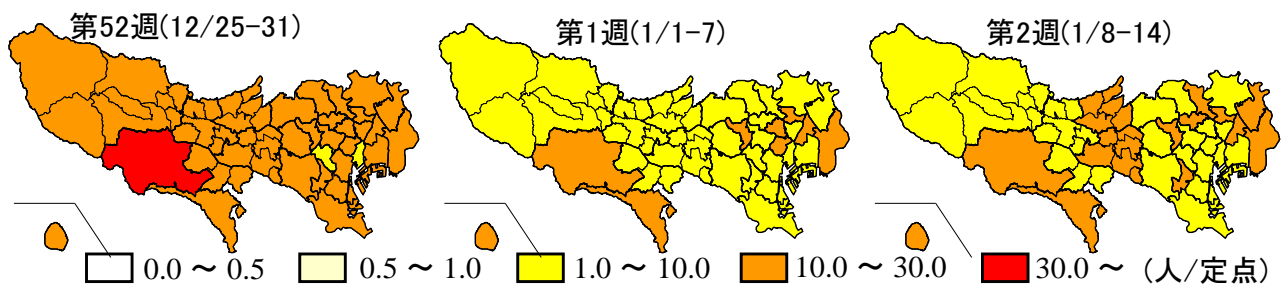 第52週(12/25-31) 第1週(1/1-7) 第2週(1/8-14)
0.0 ～ 0.5 0.5 ～ 1.0 1.0 ～ 10.0 10.0 ～ 30.0 30.0 ～ (人/定点)